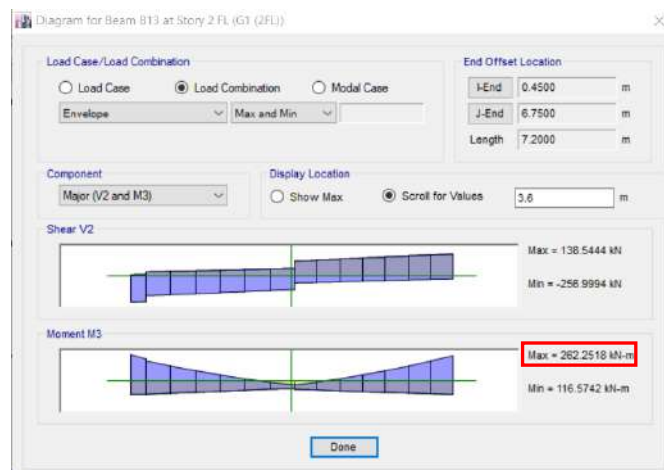 Diagram for Beam B13 at Story 2 FL (G1 (2FL))
Load Case/Load Combination
Load Case Load Combination Modal Case
Envelope Max and Min
End Offset Location
I-End 0.4500 m
J-End 6.7500 m
Length 7.2000 m
Component
Major (V2 and M3)
Display Location
Show Max Scroll for Values 3.6 m
Shear V2
Max = 138.5444 kN
Min = -256.9994 kN
Moment M3
Max = 262.2518 kN-m
Min = 116.5742 kN-m
Done